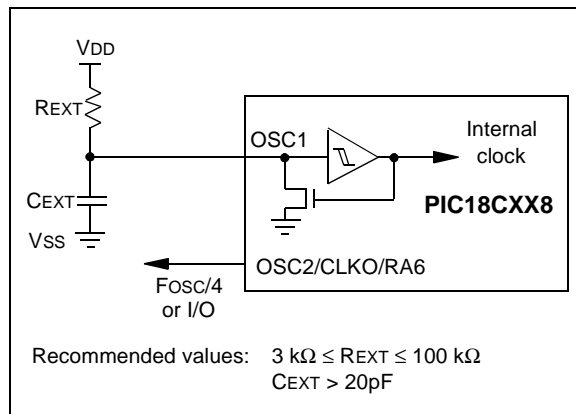 VDD
REXT
OSC1
Internal
clock
CEXT
PIC18CXX8
VSS
OSC2/CLKO/RA6
FOSC/4
or I/O
Recommended values: 3 kΩ ≤ REXT ≤ 100 kΩ
CEXT > 20pF